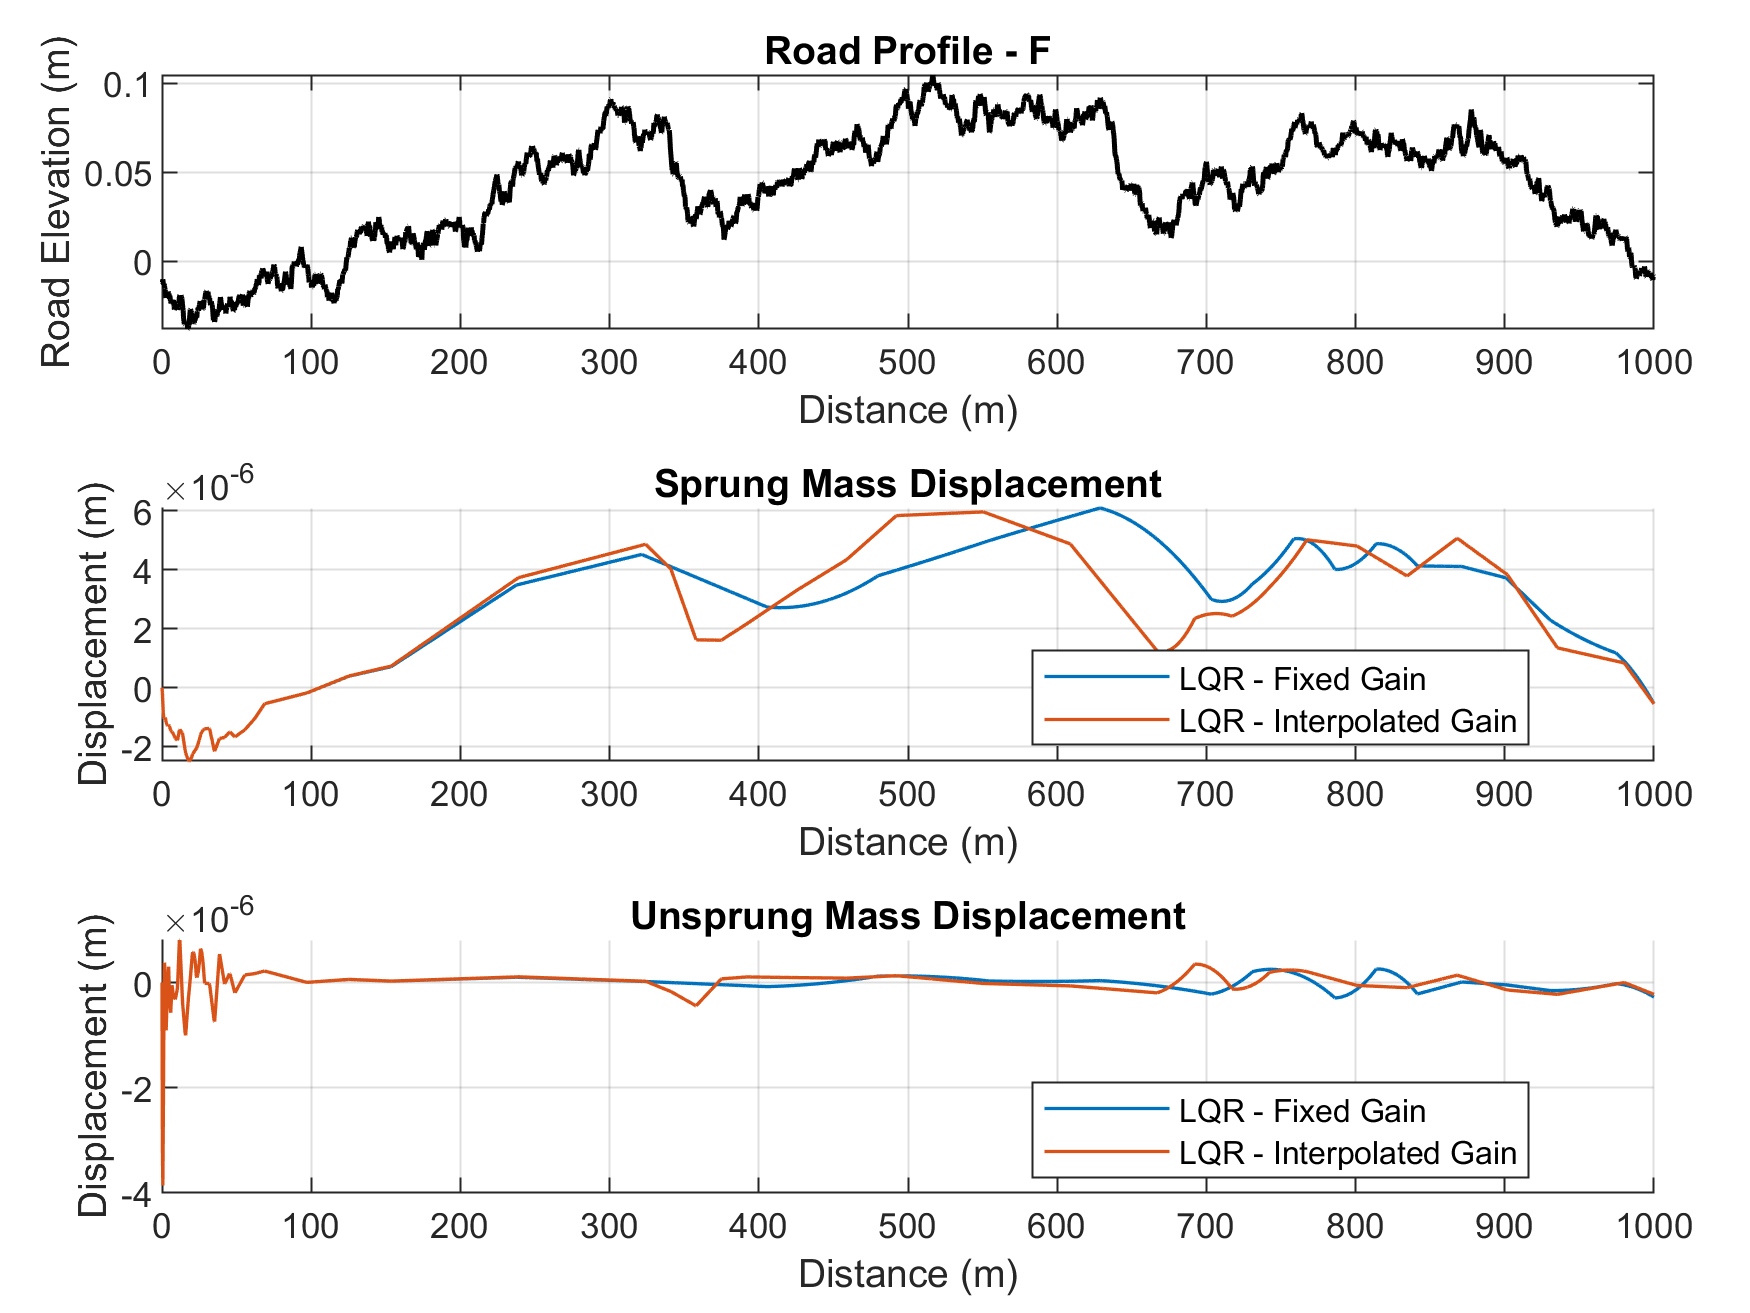 Road Profile - F
Road Elevation (m)
0.1
0.05
0
0 100 200 300 400 500 600 700 800 900 1000
Distance (m)
Sprung Mass Displacement
×10-6
Displacement (m)
6
4
2
0
-2
LQR - Fixed Gain
LQR - Interpolated Gain
0 100 200 300 400 500 600 700 800 900 1000
Distance (m)
Unsprung Mass Displacement
×10-6
Displacement (m)
0
-2
-4
LQR - Fixed Gain
LQR - Interpolated Gain
0 100 200 300 400 500 600 700 800 900 1000
Distance (m)